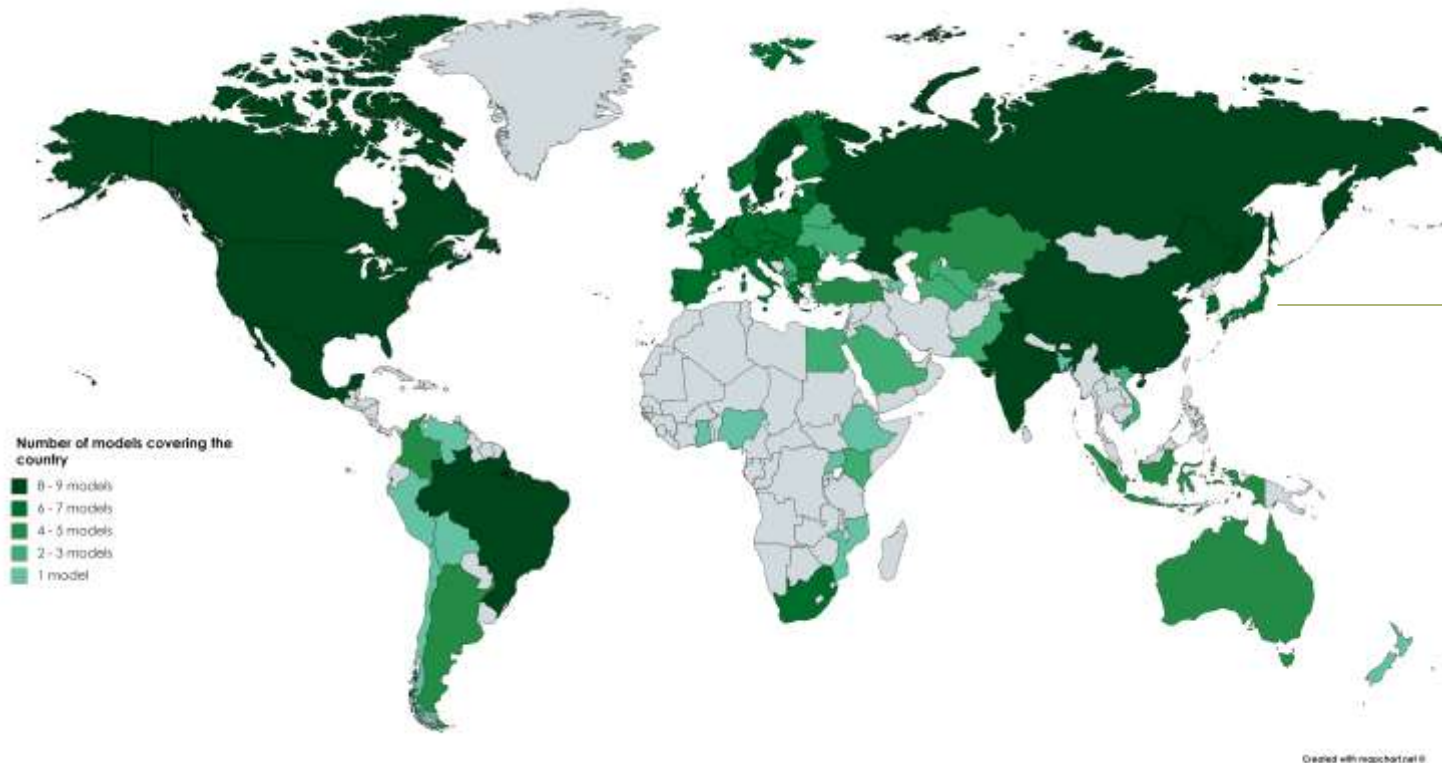 Number of models covering the
country
8 - 9 models
6 - 7 models
4 - 5 models
2 - 3 models
1 model
Created with mapchart.net ©